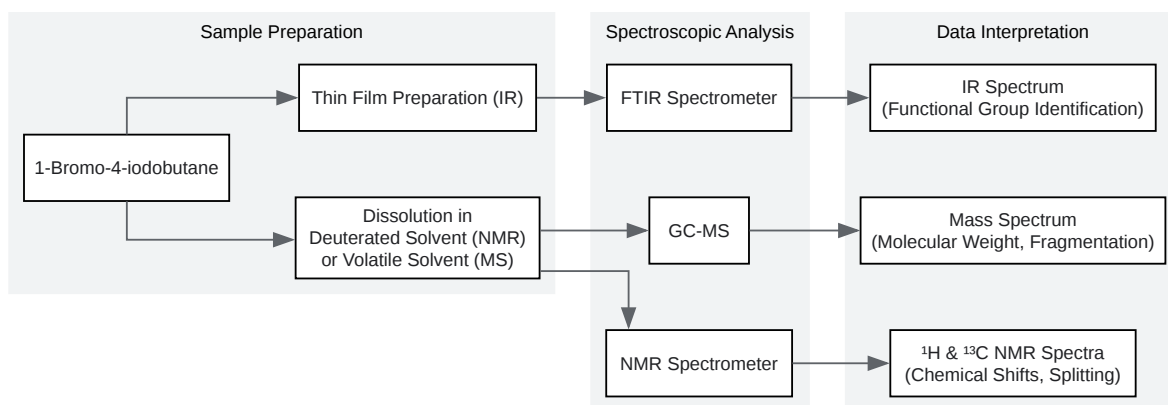 Sample Preparation
Spectroscopic Analysis
Data Interpretation
Thin Film Preparation (IR)
FTIR Spectrometer
IR Spectrum
(Functional Group Identification)
1-Bromo-4-iodobutane
Dissolution in
Deuterated Solvent (NMR)
or Volatile Solvent (MS)
GC-MS
Mass Spectrum
(Molecular Weight, Fragmentation)
NMR Spectrometer
¹H & ¹³C NMR Spectra
(Chemical Shifts, Splitting)